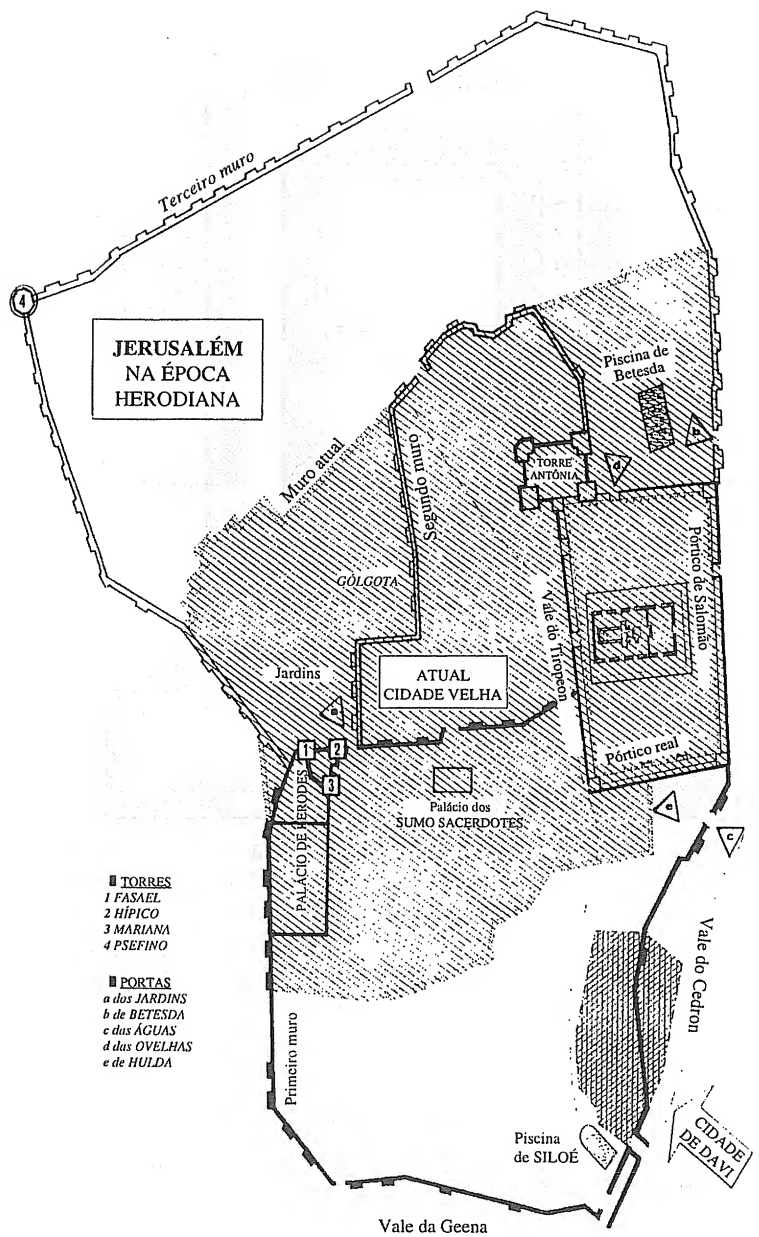 Terceiro muro
4
JERUSALÉM
NA ÉPOCA
HERODIANA
Piscina de
Betesda
b
d
TORRE
ANTÔNIA
Muro atual
Segundo muro
GÓLGOTA
Vale do Tiropeon
Pórtico de Salomão
Jardins
ATUAL
CIDADE VELHA
a
1
2
3
Pórtico real
Palácio dos
SUMO SACERDOTES
PALÁCIO DE HERODES
e
c
TORRES
1 FASAEL
2 HÍPICO
3 MARIANA
4 PSEFINO
PORTAS
a dos JARDINS
b de BETESDA
c das ÁGUAS
d das OVELHAS
e de HULDA
Vale do Cedron
Primeiro muro
Piscina
de SILOÉ
CIDADE
DE DAVI
Vale da Geena